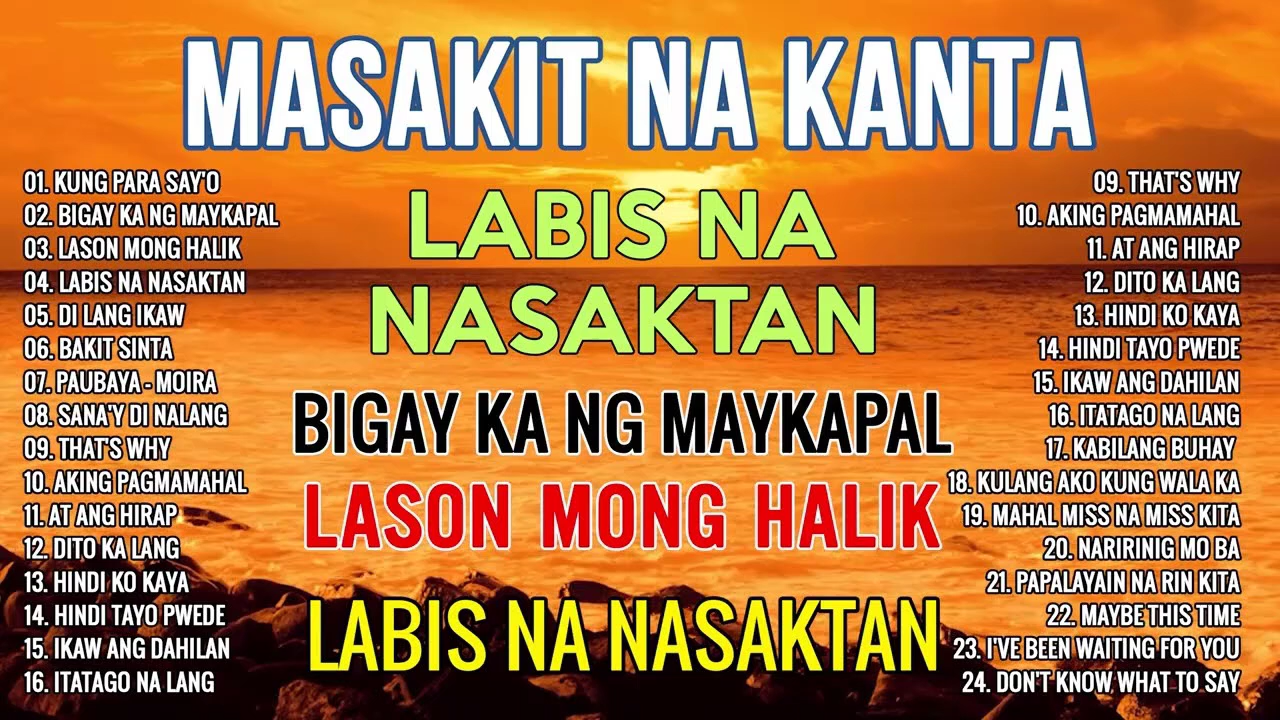 MASAKIT NA KANTA
01. KUNG PARA SAY'O
02. BIGAY KA NG MAYKAPAL
03. LASON MONG HALIK
04. LABIS NA NASAKTAN
05. DI LANG IKAW
06. BAKIT SINTA
07. PAUBAYA - MOIRA
08. SANA'Y DI NALANG
09. THAT'S WHY
10. AKING PAGMAMAHAL
11. AT ANG HIRAP
12. DITO KA LANG
13. HINDI KO KAYA
14. HINDI TAYO PWEDE
15. IKAW ANG DAHILAN
16. ITATAGO NA LANG
LABIS NA
NASAKTAN
BIGAY KA NG MAYKAPAL
LASON MONG HALIK
LABIS NA NASAKTAN
09. THAT'S WHY
10. AKING PAGMAMAHAL
11. AT ANG HIRAP
12. DITO KA LANG
13. HINDI KO KAYA
14. HINDI TAYO PWEDE
15. IKAW ANG DAHILAN
16. ITATAGO NA LANG
17. KABILANG BUHAY
18. KULANG AKO KUNG WALA KA
19. MAHAL MISS NA MISS KITA
20. NARIRINIG MO BA
21. PAPALAYAIN NA RIN KITA
22. MAYBE THIS TIME
23. I'VE BEEN WAITING FOR YOU
24. DON'T KNOW WHAT TO SAY